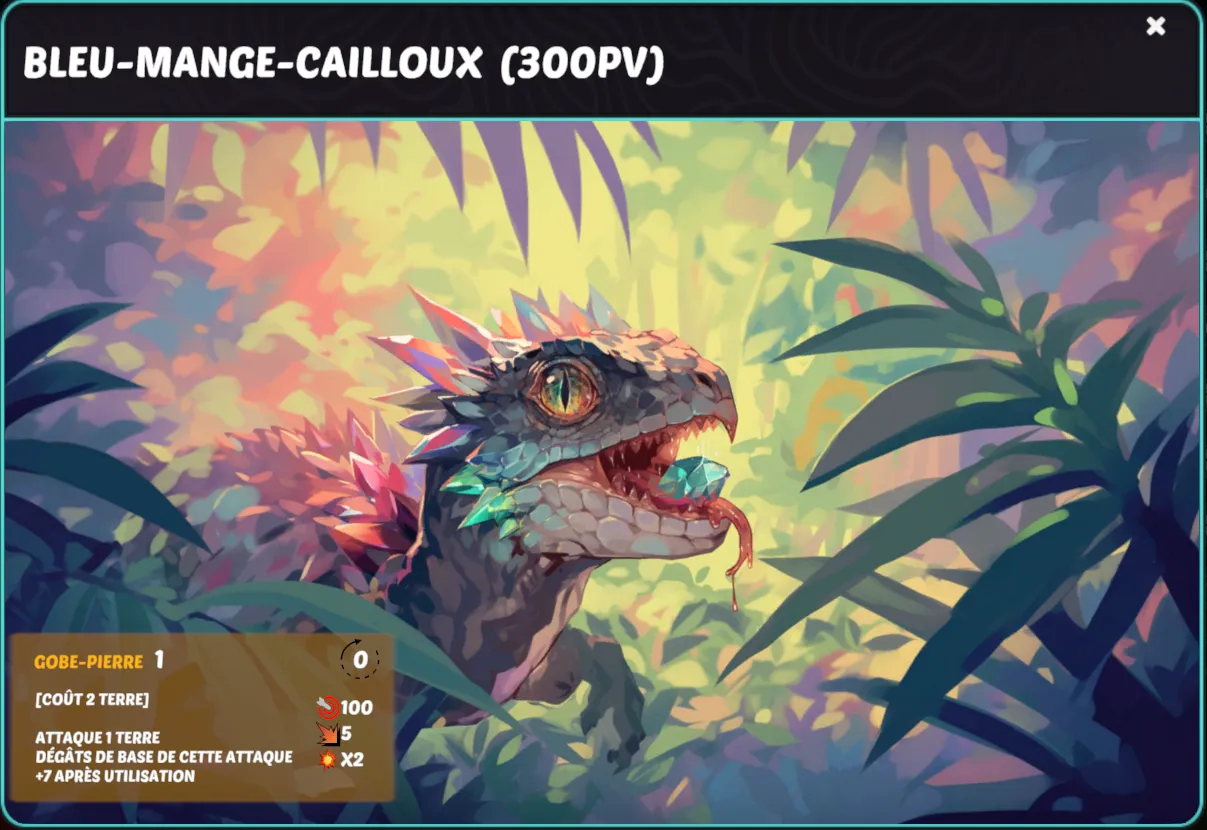 BLEU-MANGE-CAILLOUX (300PV)
GOBE-PIERRE 1
0
[COÛT 2 TERRE]
100
ATTAQUE 1 TERRE
5
DÉGÂTS DE BASE DE CETTE ATTAQUE
X2
+7 APRÈS UTILISATION